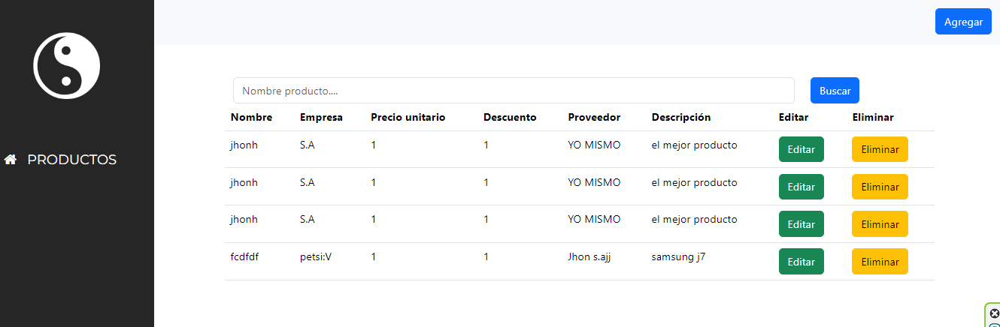 Agregar
Nombre producto.... Buscar
Nombre Empresa Precio unitario Descuento Proveedor Descripción Editar Eliminar
jhonh S.A 1 1 YO MISMO el mejor producto Editar Eliminar
PRODUCTOS
jhonh S.A 1 1 YO MISMO el mejor producto Editar Eliminar
jhonh S.A 1 1 YO MISMO el mejor producto Editar Eliminar
fcdfdf petsi:V 1 1 Jhon s.ajj samsung j7 Editar Eliminar